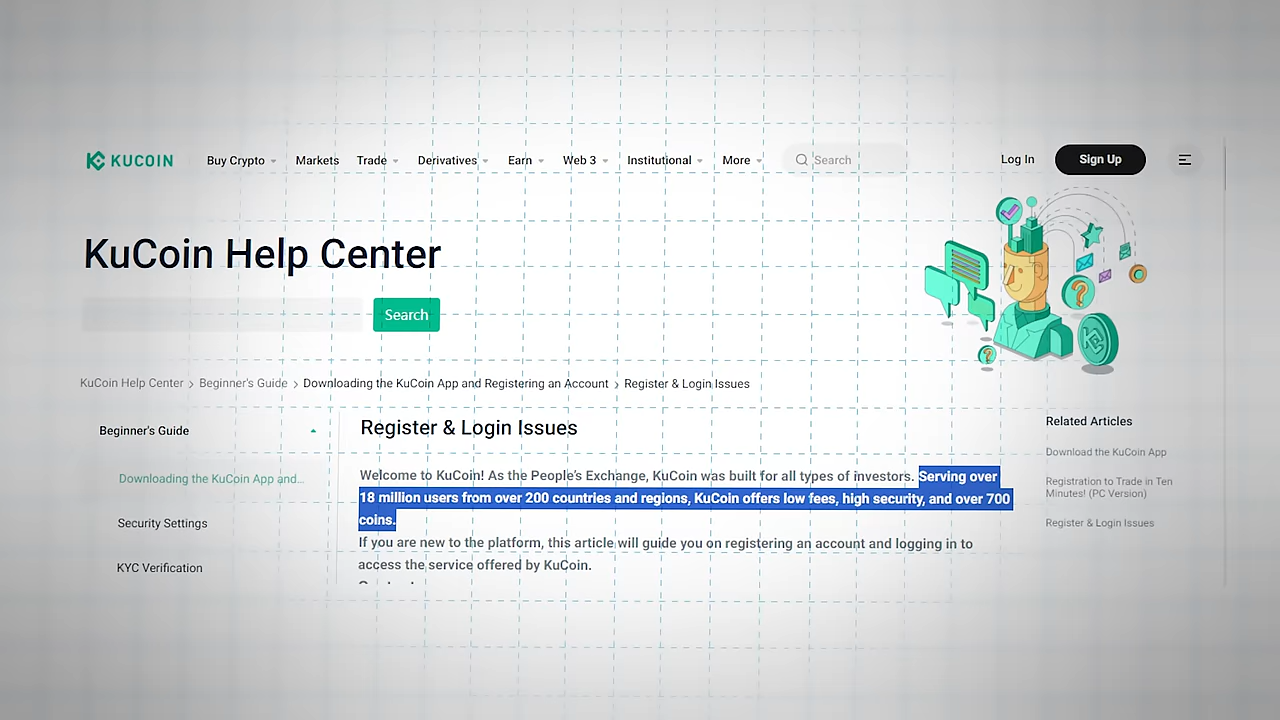 KUCOIN
Buy Crypto
Markets
Trade
Derivatives
Earn
Web 3
Institutional
More
Search
Log In
Sign Up
KuCoin Help Center
Search
KuCoin Help Center > Beginner's Guide > Downloading the KuCoin App and Registering an Account > Register & Login Issues
Beginner's Guide
Downloading the KuCoin App and...
Security Settings
KYC Verification
Register & Login Issues
Welcome to KuCoin! As the People's Exchange, KuCoin was built for all types of investors. Serving over
18 million users from over 200 countries and regions, KuCoin offers low fees, high security, and over 700
coins.
If you are new to the platform, this article will guide you on registering an account and logging in to
access the service offered by KuCoin.
Related Articles
Download the KuCoin App
Registration to Trade in Ten
Minutes! (PC Version)
Register & Login Issues